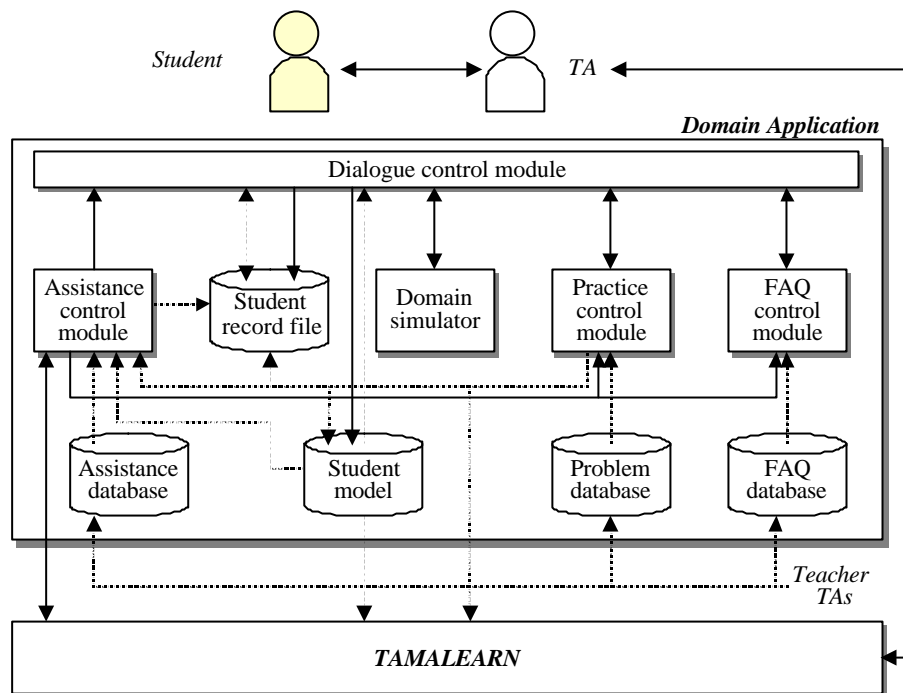 Student
TA
Domain Application
Dialogue control module
Assistance
control
module
Student
record file
Domain
simulator
Practice
control
module
FAQ
control
module
Assistance
database
Student
model
Problem
database
FAQ
database
Teacher
TAs
TAMALEARN